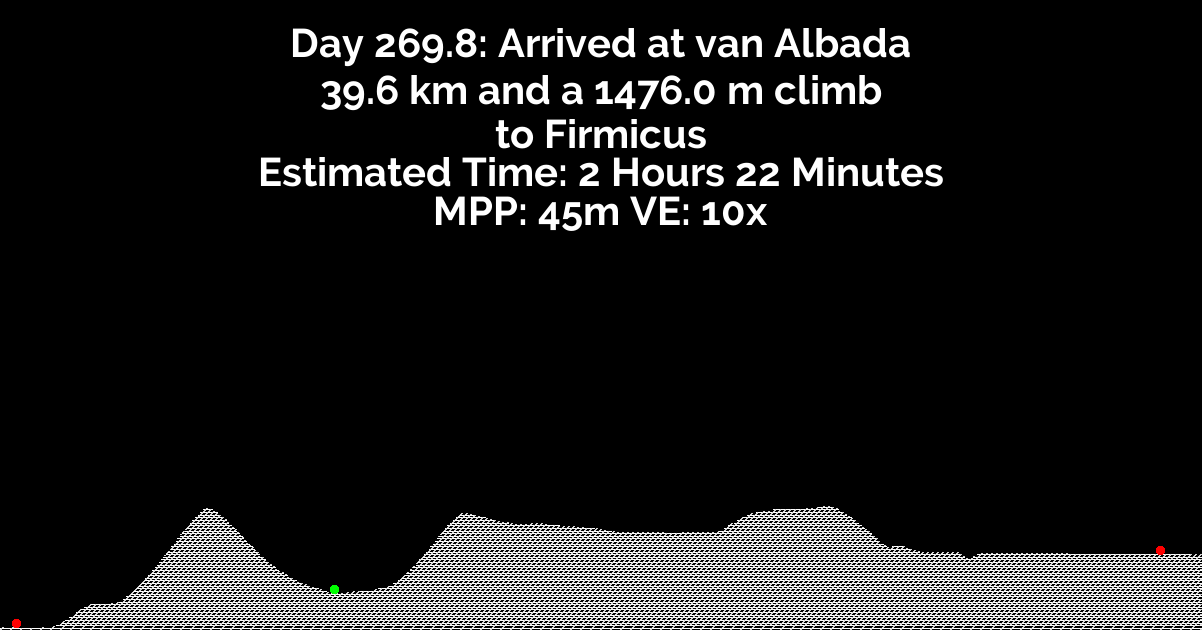 Day 269.8: Arrived at van Albada
39.6 km and a 1476.0 m climb
to Firmicus
Estimated Time: 2 Hours 22 Minutes
MPP: 45m VE: 10x